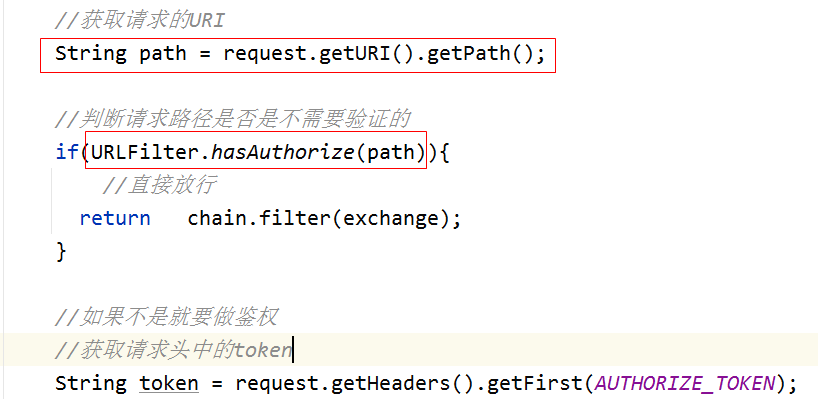 //获取请求的URI
String path = request.getURI().getPath();
//判断请求路径是否是不需要验证的
if(URLFilter.hasAuthorize(path)){
//直接放行
return chain.filter(exchange);
}
//如果不是就要做鉴权
//获取请求头中的token
String token = request.getHeaders().getFirst(AUTHORIZE_TOKEN);